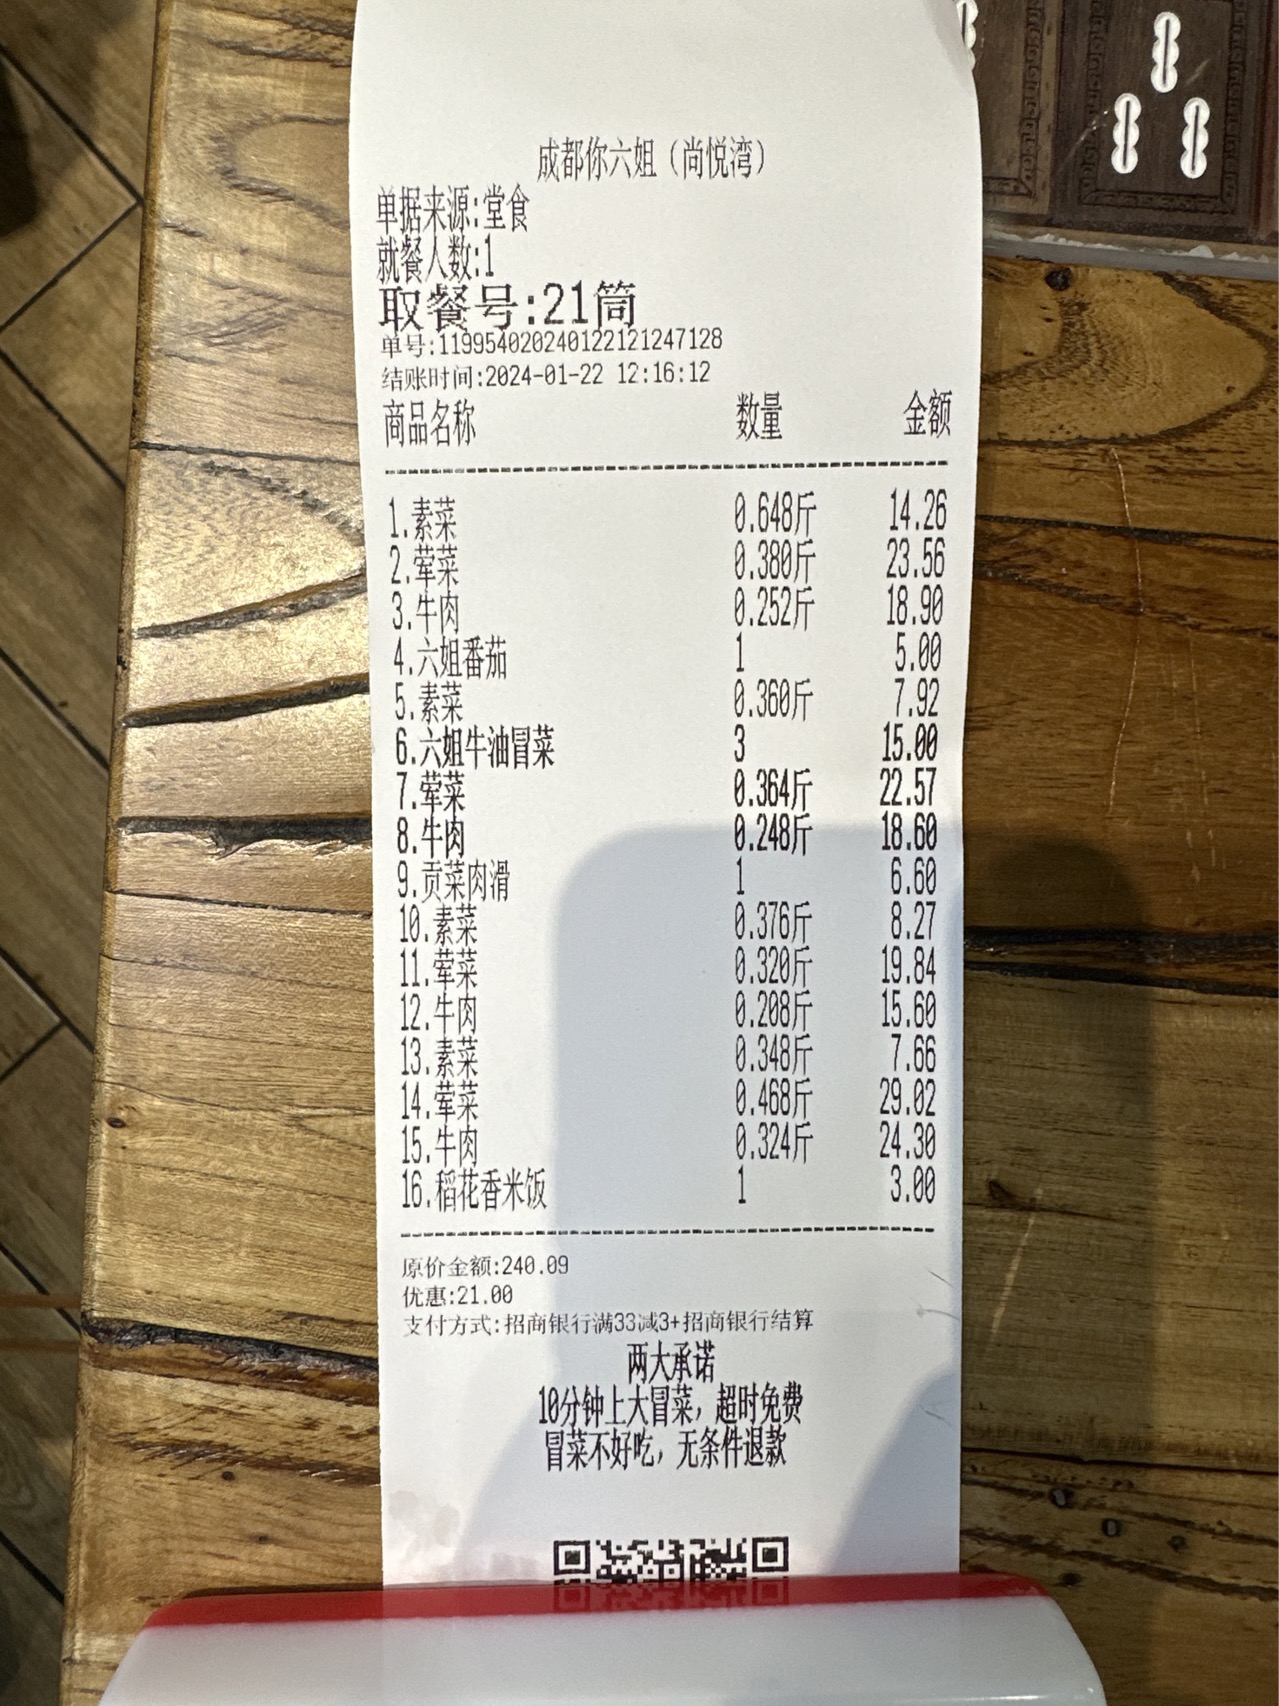 成都你六姐（尚悦湾）
单据来源:堂食
就餐人数:1
取餐号:21筒
单号:119954020240122121247128
结账时间:2024-01-22 12:16:12
商品名称 数量 金额
1.素菜 0.648斤 14.26
2.荤菜 0.380斤 23.56
3.牛肉 0.252斤 18.90
4.六姐番茄 1 5.00
5.素菜 0.360斤 7.92
6.六姐牛油冒菜 3 15.00
7.荤菜 0.364斤 22.57
8.牛肉 0.248斤 18.60
9.贡菜肉滑 1 6.60
10.素菜 0.376斤 8.27
11.荤菜 0.320斤 19.84
12.牛肉 0.208斤 15.60
13.素菜 0.348斤 7.66
14.荤菜 0.468斤 29.02
15.牛肉 0.324斤 24.30
16.稻花香米饭 1 3.00
原价金额:240.09
优惠:21.00
支付方式:招商银行满33减3+招商银行结算
两大承诺
10分钟上大冒菜，超时免费
冒菜不好吃，无条件退款